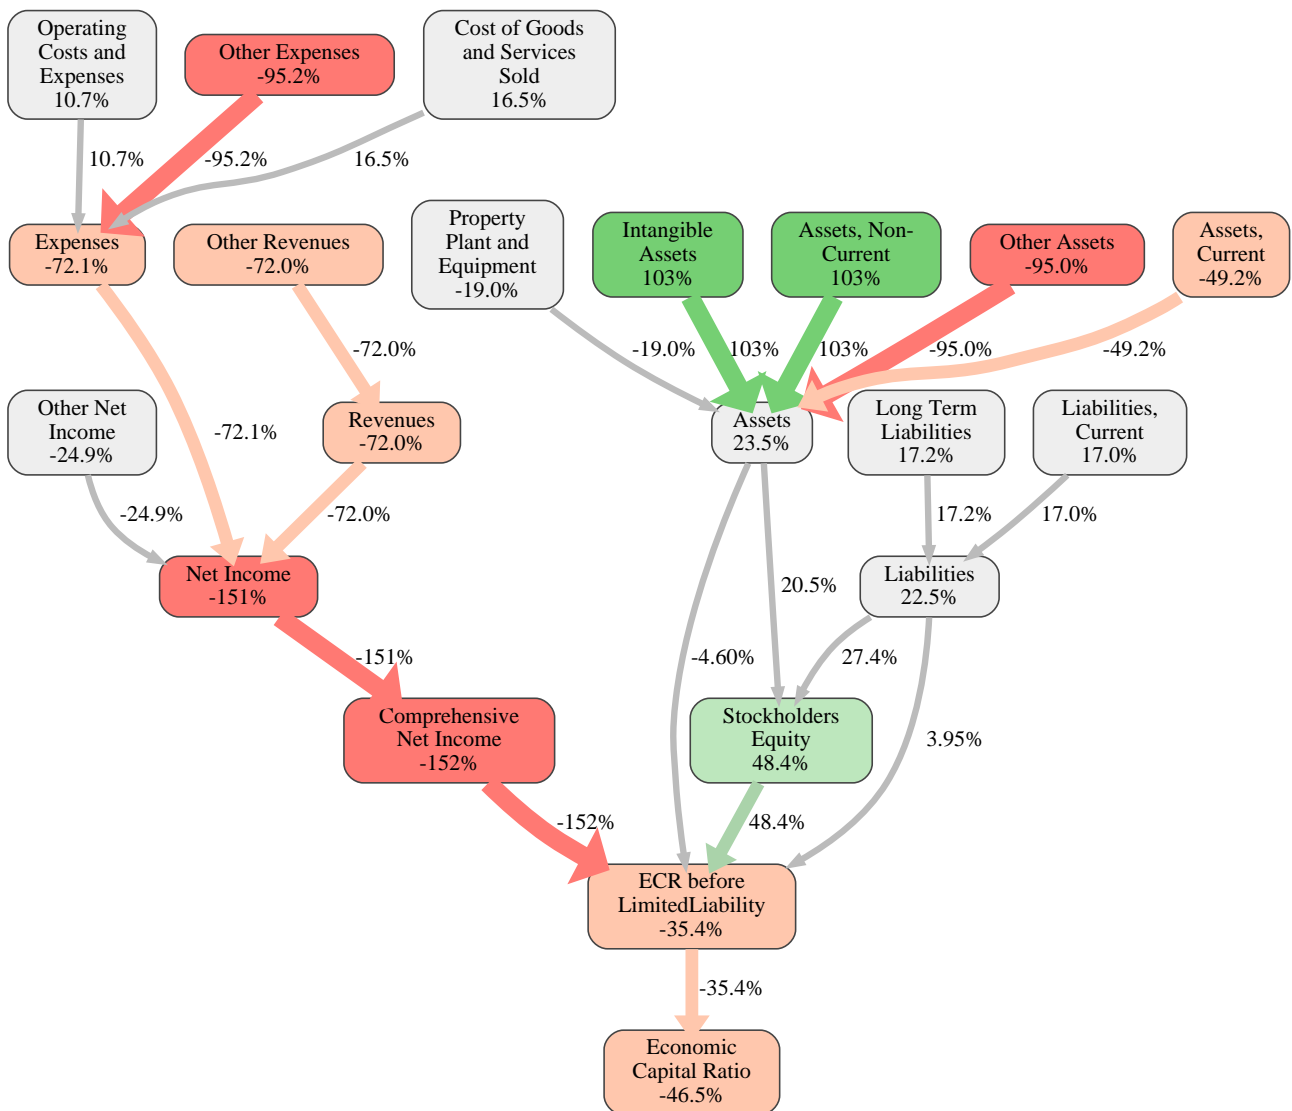 Operating
Costs and
Expenses
10.7%
Other Expenses
-95.2%
Cost of Goods
and Services
Sold
16.5%
10.7%
-95.2%
16.5%
Expenses
-72.1%
Other Revenues
-72.0%
Property
Plant and
Equipment
-19.0%
Intangible
Assets
103%
Assets, Non-
Current
103%
Other Assets
-95.0%
Assets,
Current
-49.2%
-72.0%
-19.0%
103%
103%
-95.0%
-49.2%
Other Net
Income
-24.9%
-72.1%
Revenues
-72.0%
Assets
23.5%
Long Term
Liabilities
17.2%
Liabilities,
Current
17.0%
-24.9%
-72.0%
17.2%
17.0%
Net Income
-151%
20.5%
Liabilities
22.5%
-151%
-4.60%
27.4%
Comprehensive
Net Income
-152%
Stockholders
Equity
48.4%
3.95%
-152%
48.4%
ECR before
LimitedLiability
-35.4%
-35.4%
Economic
Capital Ratio
-46.5%